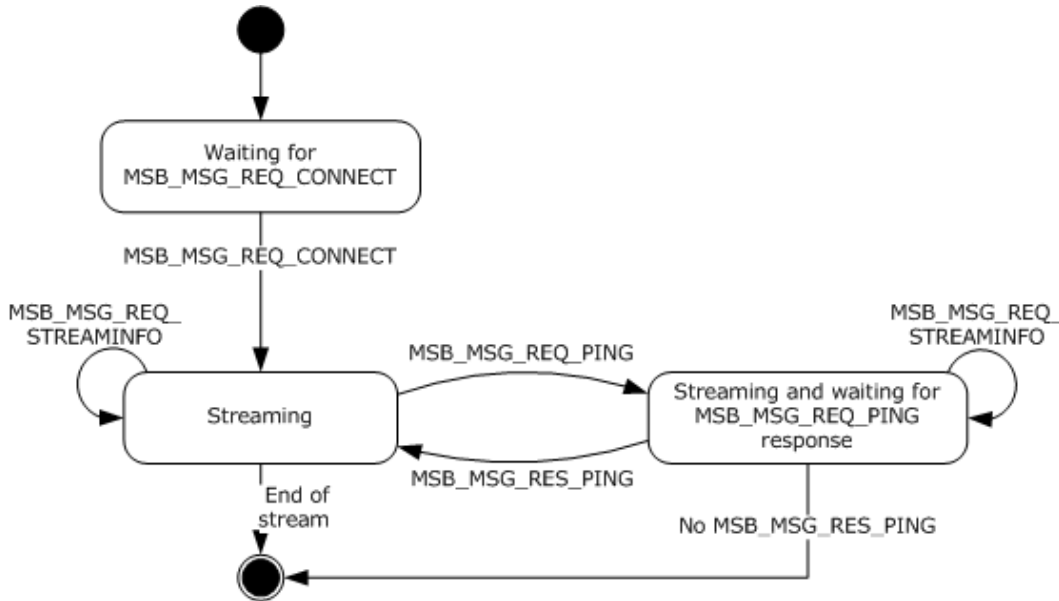 Waiting for
MSB_MSG_REQ_CONNECT
MSB_MSG_REQ_CONNECT
MSB_MSG_REQ_
STREAMINFO
MSB_MSG_REQ_PING
MSB_MSG_REQ_
STREAMINFO
Streaming
Streaming and waiting for
MSB_MSG_REQ_PING
response
MSB_MSG_RES_PING
End of
stream
No MSB_MSG_RES_PING